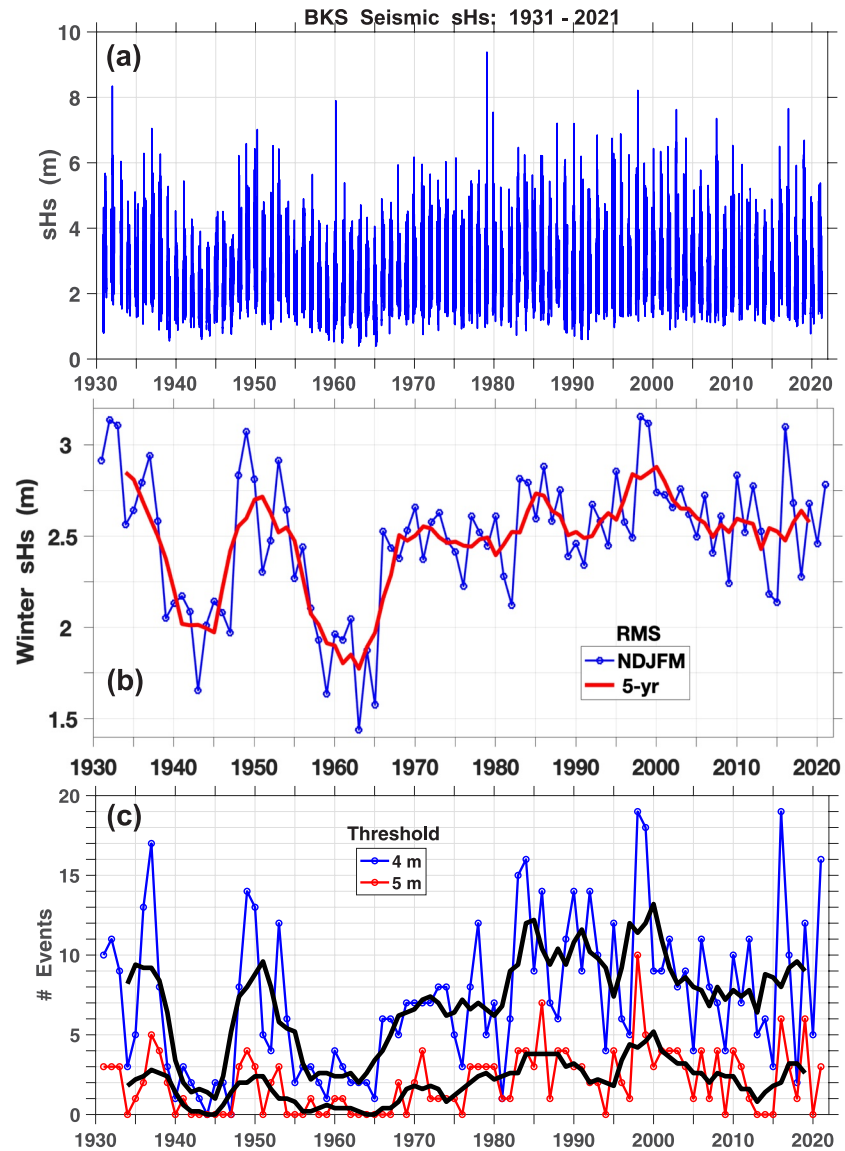 BKS Seismic sHs: 1931 - 2021
(a)
sHs (m)
10
8
6
4
2
0
1930 1940 1950 1960 1970 1980 1990 2000 2010 2020
(b)
Winter sHs (m)
3
2.5
2
1.5
RMS
NDJFM
5-yr
1930 1940 1950 1960 1970 1980 1990 2000 2010 2020
(c)
# Events
20
15
10
5
0
Threshold
4 m
5 m
1930 1940 1950 1960 1970 1980 1990 2000 2010 2020